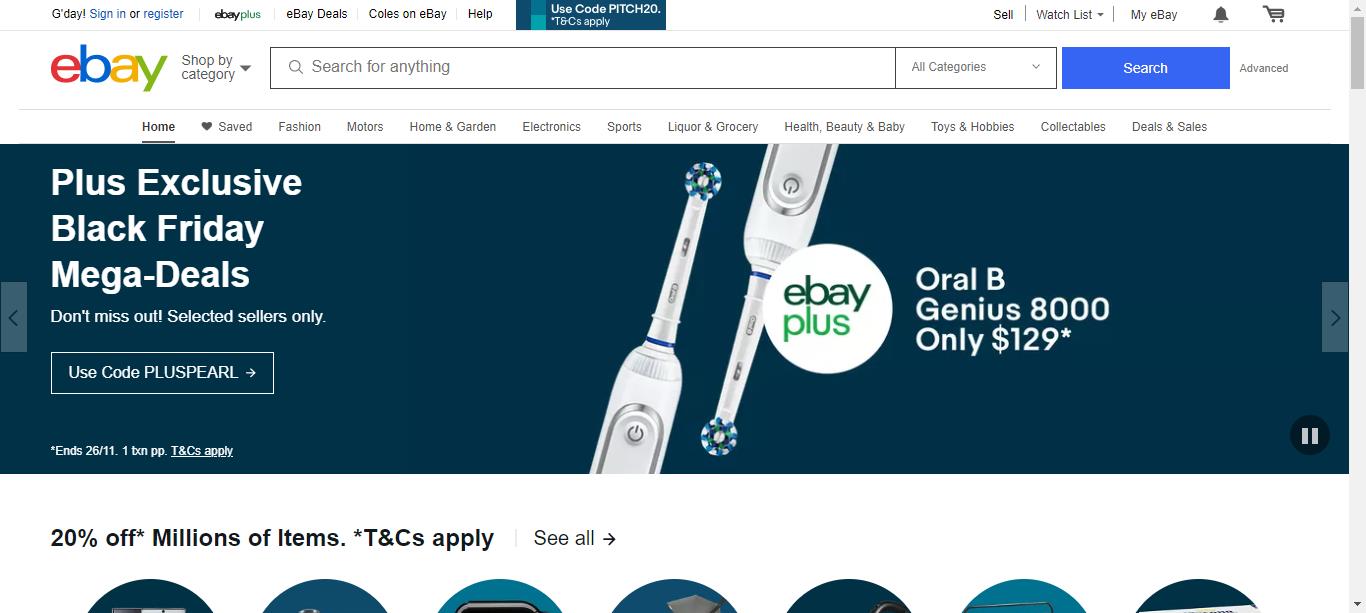 G'day! Sign in or register
ebayplus
eBay Deals
Coles on eBay
Help
Use Code PITCH20.
*T&Cs apply
Sell
Watch List
My eBay
ebay
Shop by
category
Search for anything
All Categories
Search
Advanced
Home
Saved
Fashion
Motors
Home & Garden
Electronics
Sports
Liquor & Grocery
Health, Beauty & Baby
Toys & Hobbies
Collectables
Deals & Sales
Plus Exclusive
Black Friday
Mega-Deals
Don't miss out! Selected sellers only.
Use Code PLUSPEARL →
*Ends 26/11. 1 txn pp. T&Cs apply
ebay
plus
Oral B
Genius 8000
Only $129*
20% off* Millions of Items. *T&Cs apply
See all →